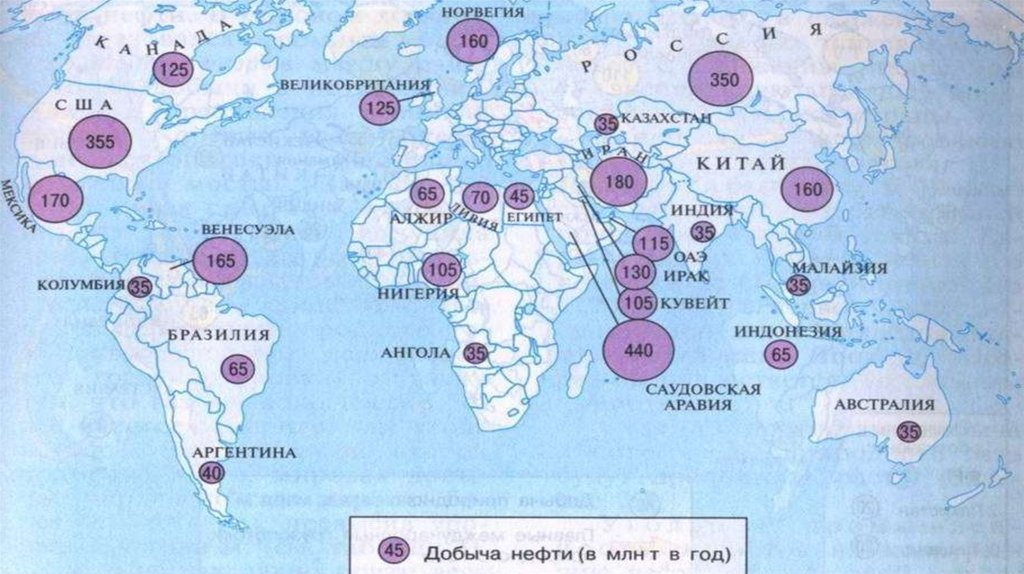 НОРВЕГИЯ
160
КАНАДА
125
РОССИЯ
350
ВЕЛИКОБРИТАНИЯ
125
США
355
КАЗАХСТАН
35
ИРАН
180
КИТАЙ
160
МЕКСИКА
170
АЛЖИР
65
ЛИВИЯ
70
ЕГИПЕТ
45
ИНДИЯ
35
ВЕНЕСУЭЛА
165
115
ОАЭ
130
ИРАК
105
КУВЕЙТ
440
САУДОВСКАЯ
АРАВИЯ
КОЛУМБИЯ
35
НИГЕРИЯ
105
МАЛАЙЗИЯ
35
БРАЗИЛИЯ
65
АНГОЛА
35
ИНДОНЕЗИЯ
65
АВСТРАЛИЯ
35
АРГЕНТИНА
40
45 Добыча нефти (в млн т в год)